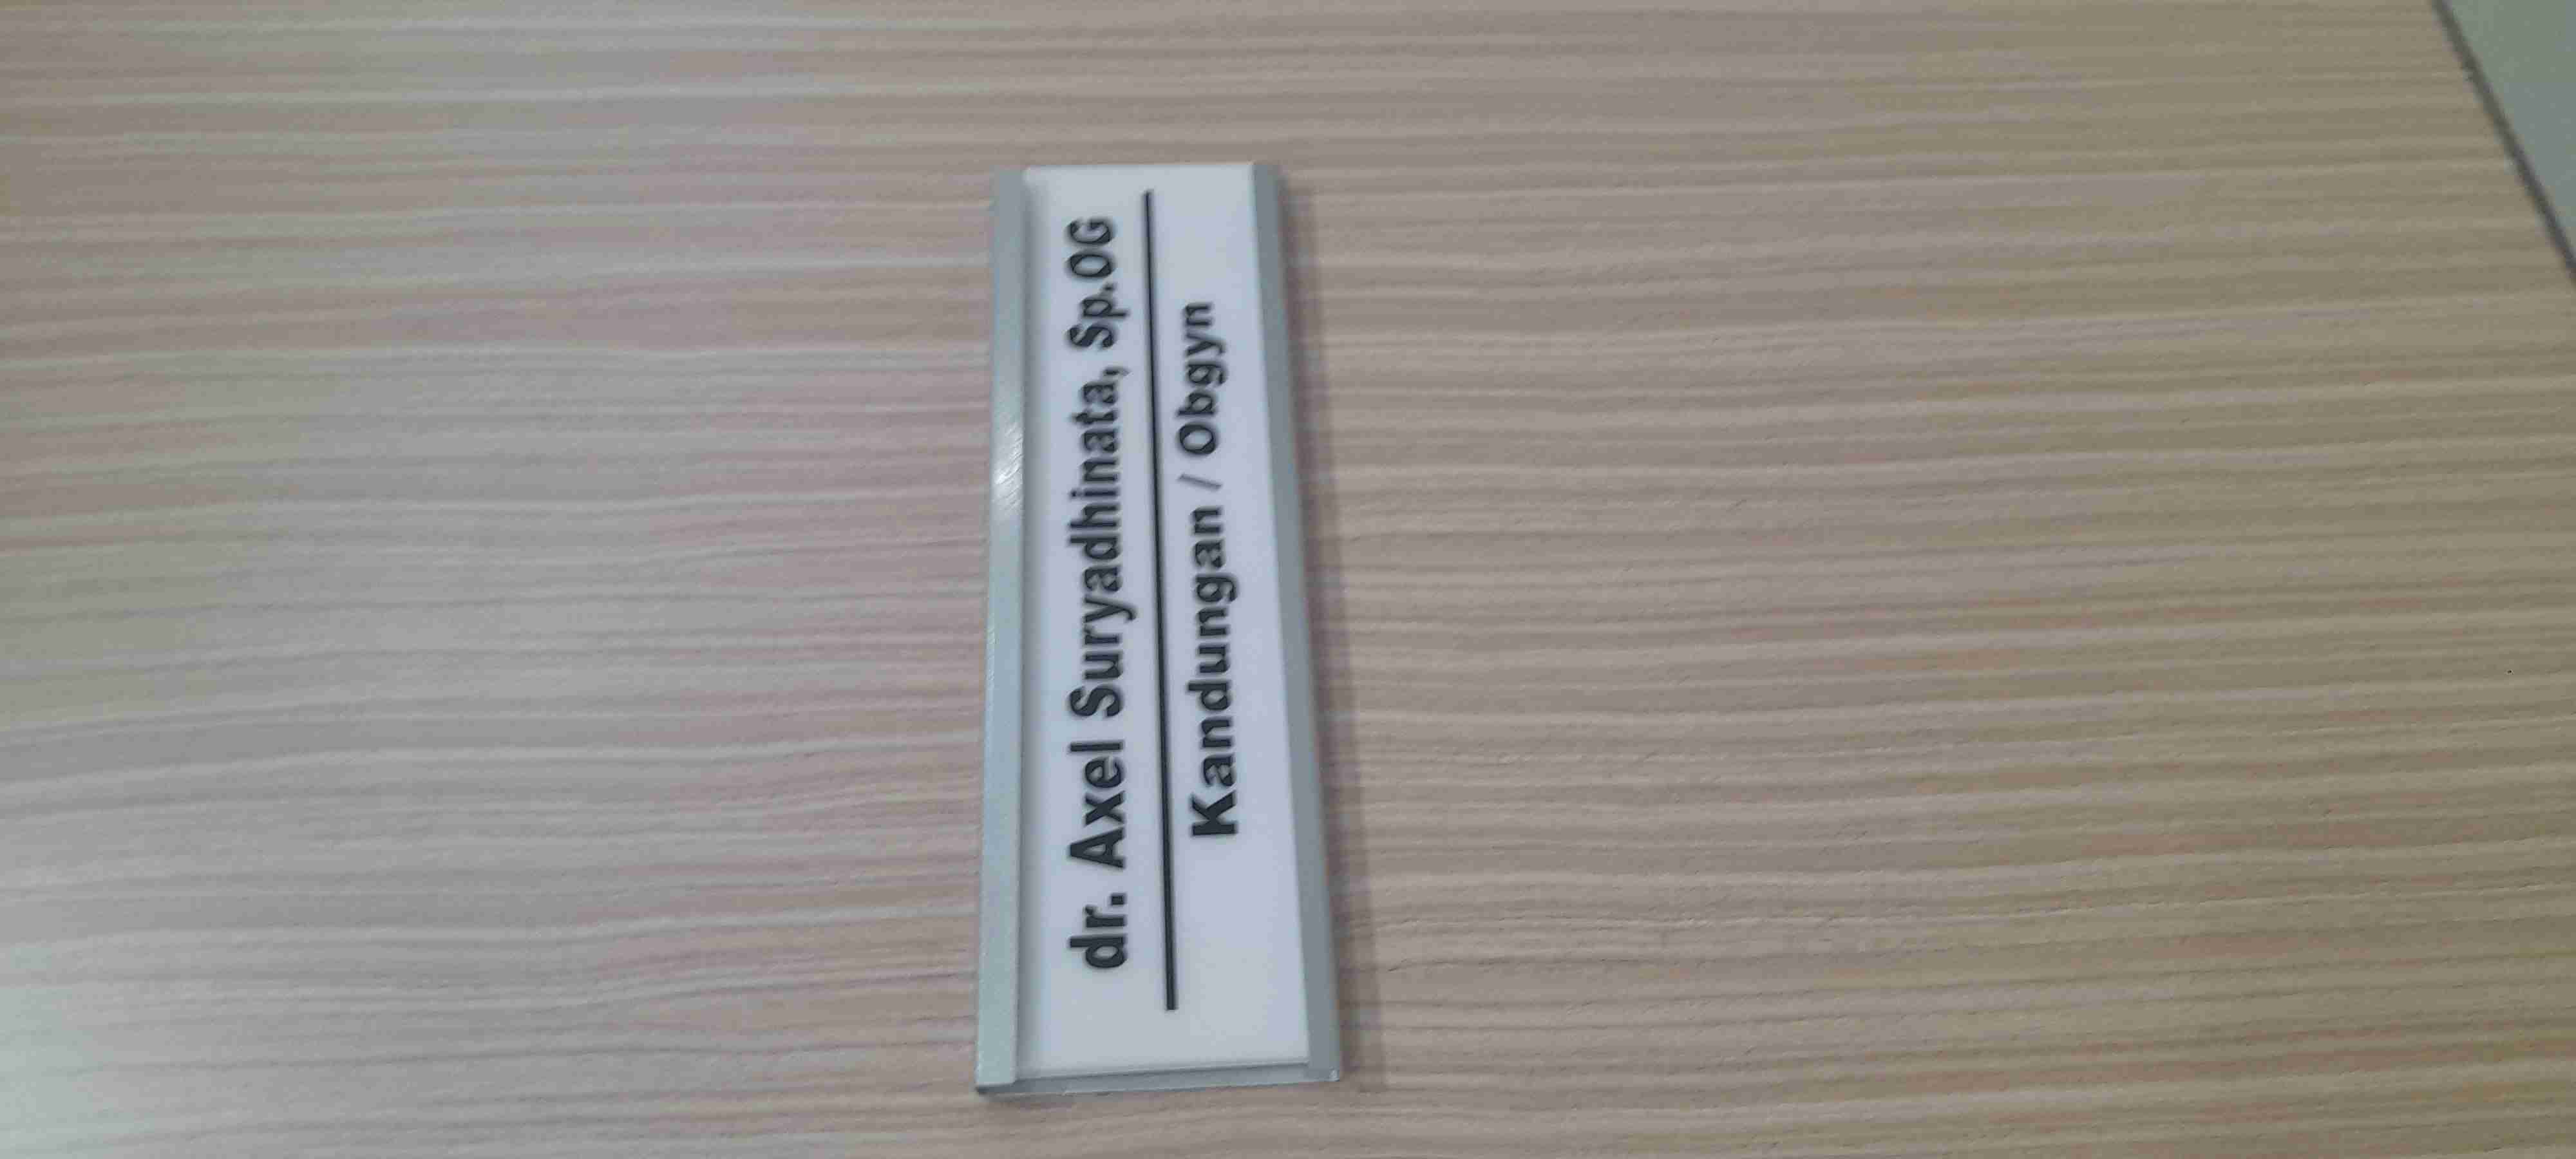 dr. Axel Suryadhinata, Sp.OG
Kandungan / Obgyn